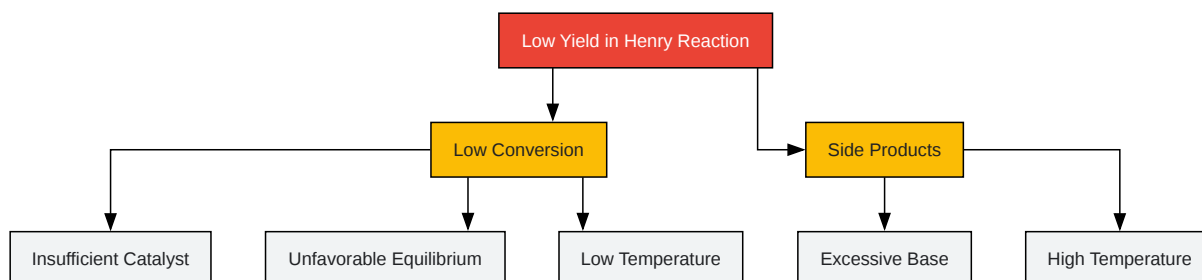 Low Yield in Henry Reaction
Low Conversion
Side Products
Insufficient Catalyst
Unfavorable Equilibrium
Low Temperature
Excessive Base
High Temperature